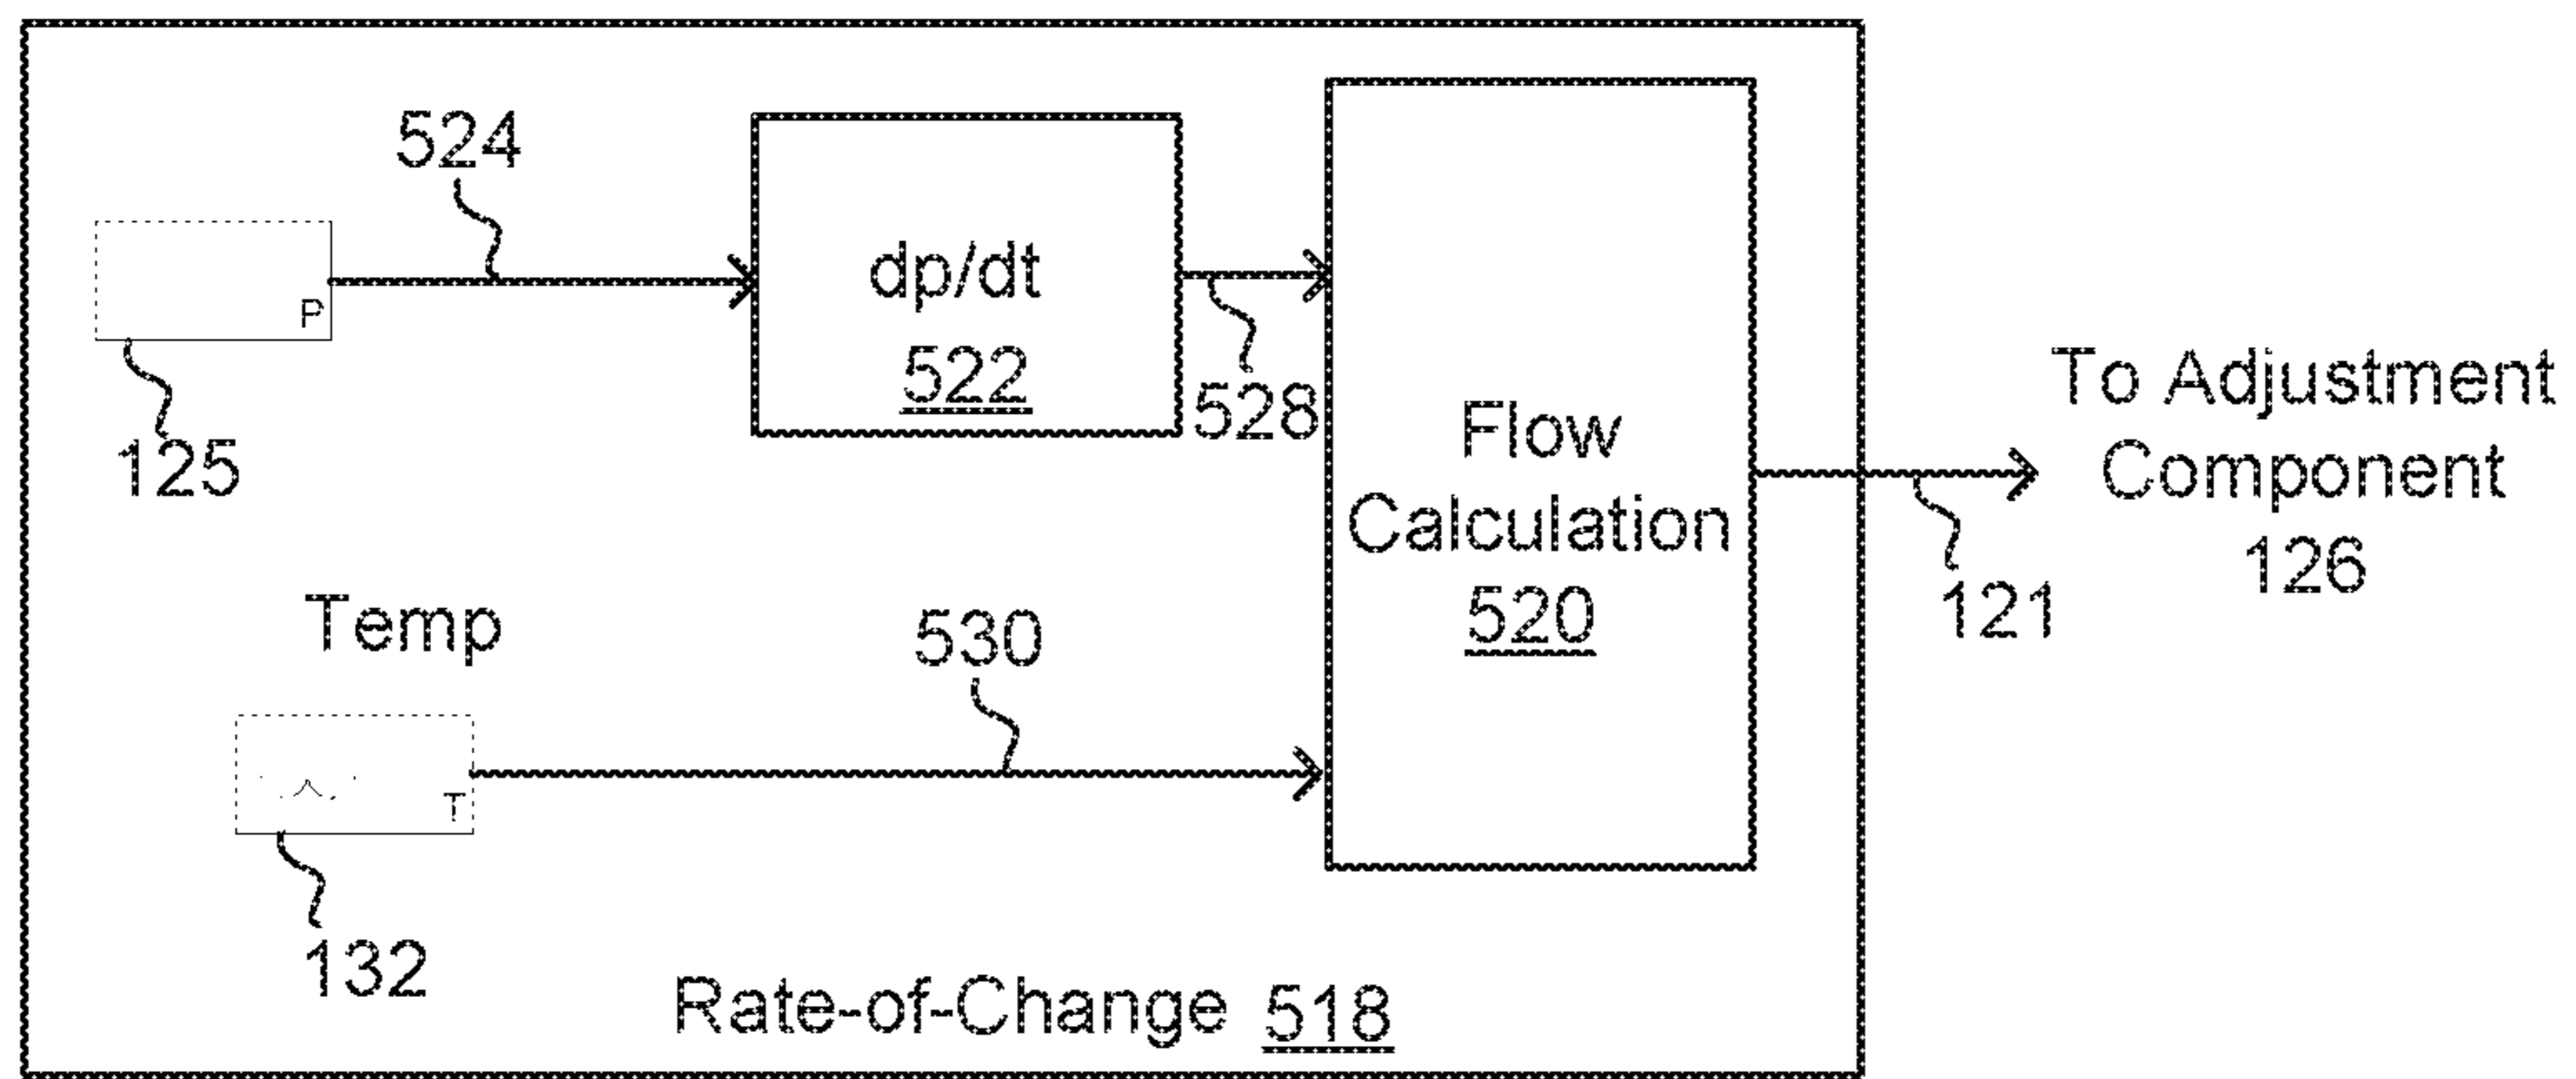 524
P
dp/dt
522
528
125
Flow
Calculation
520
To Adjustment
Component
126
121
Temp
530
T
132
Rate-of-Change 518